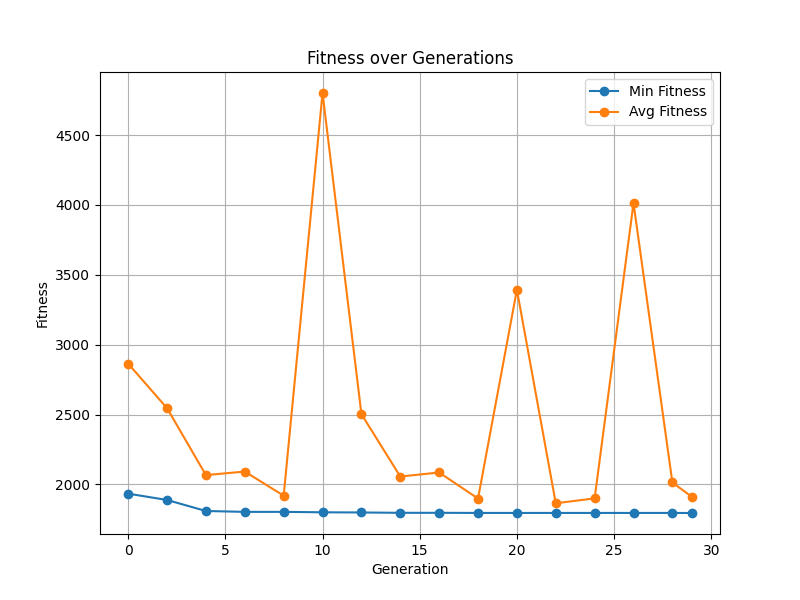 Fitness over Generations
Min Fitness
Avg Fitness
4500
4000
3500
3000
2500
2000
Fitness
0 5 10 15 20 25 30
Generation